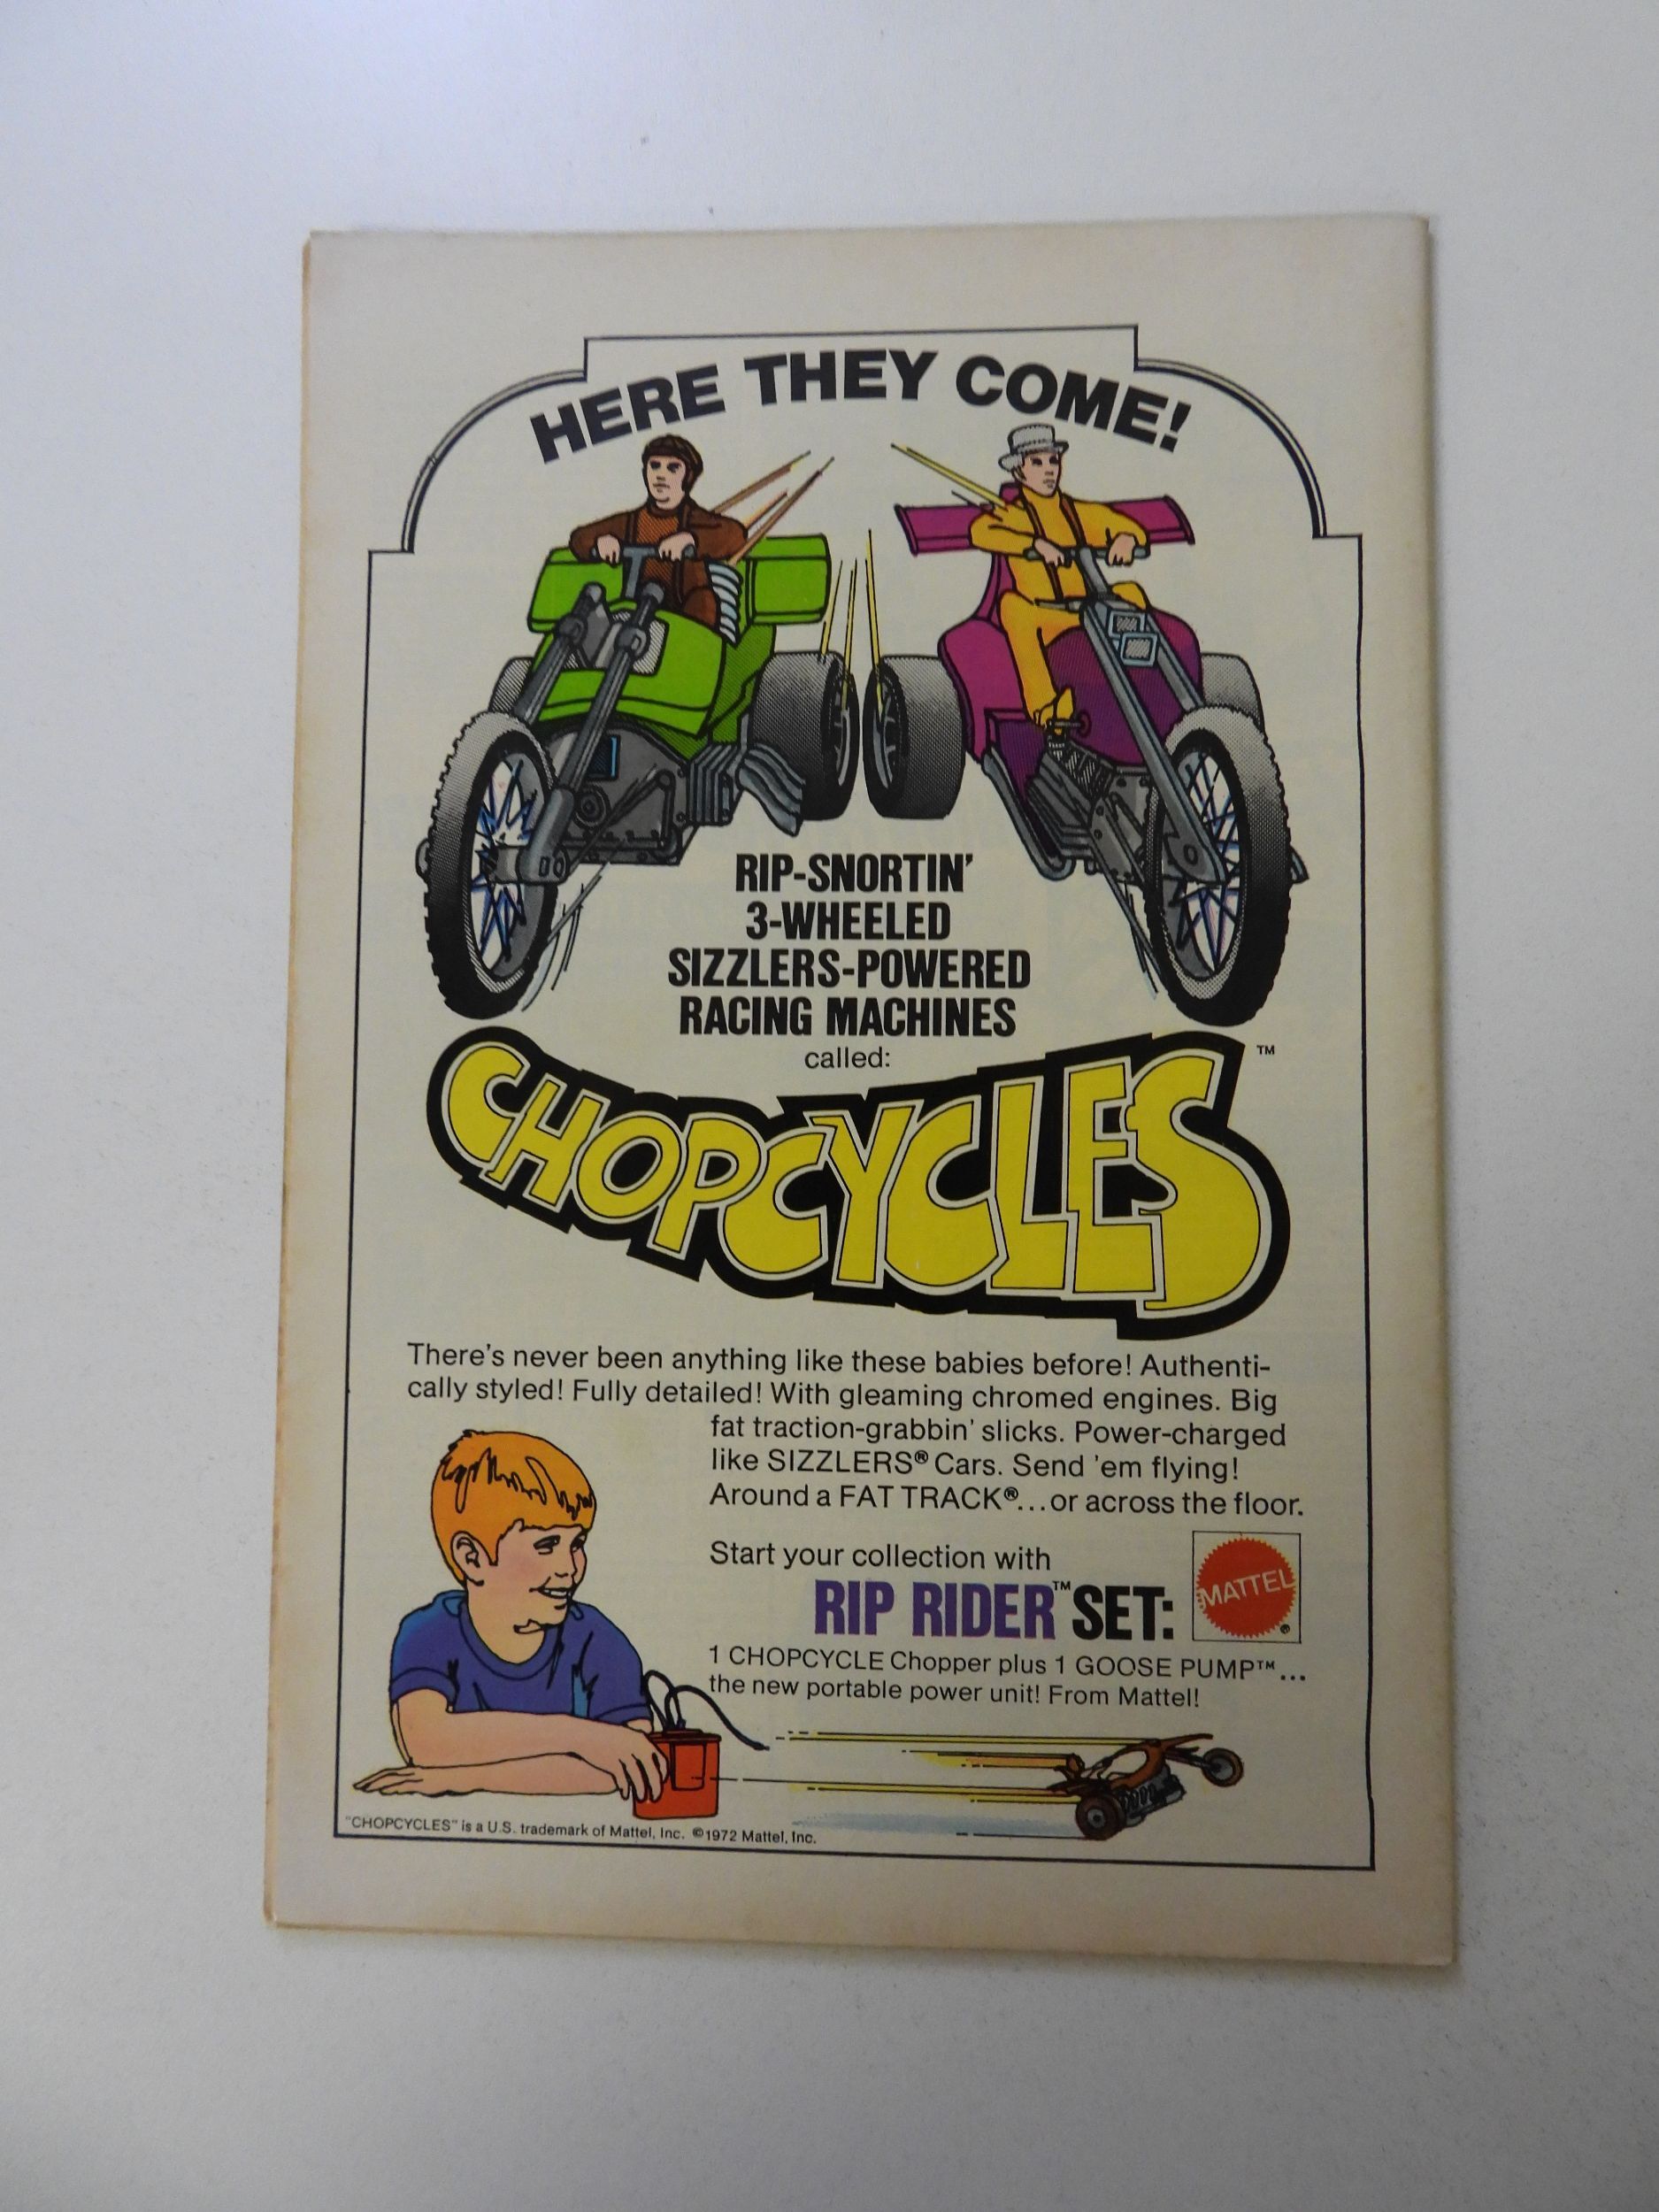 HERE THEY COME!
RIP-SNORTIN'
3-WHEELED
SIZZLERS-POWERED
RACING MACHINES
called:
CHOPCYCLES™
There's never been anything like these babies before! Authenti-
cally styled! Fully detailed! With gleaming chromed engines. Big
fat traction-grabbin' slicks. Power-charged
like SIZZLERS® Cars. Send 'em flying!
Around a FAT TRACK®...or across the floor.
Start your collection with
RIP RIDER™ SET:
MATTEL®
1 CHOPCYCLE Chopper plus 1 GOOSE PUMP™...
the new portable power unit! From Mattel!
"CHOPCYCLES" is a U.S. trademark of Mattel, Inc. ©1972 Mattel, Inc.